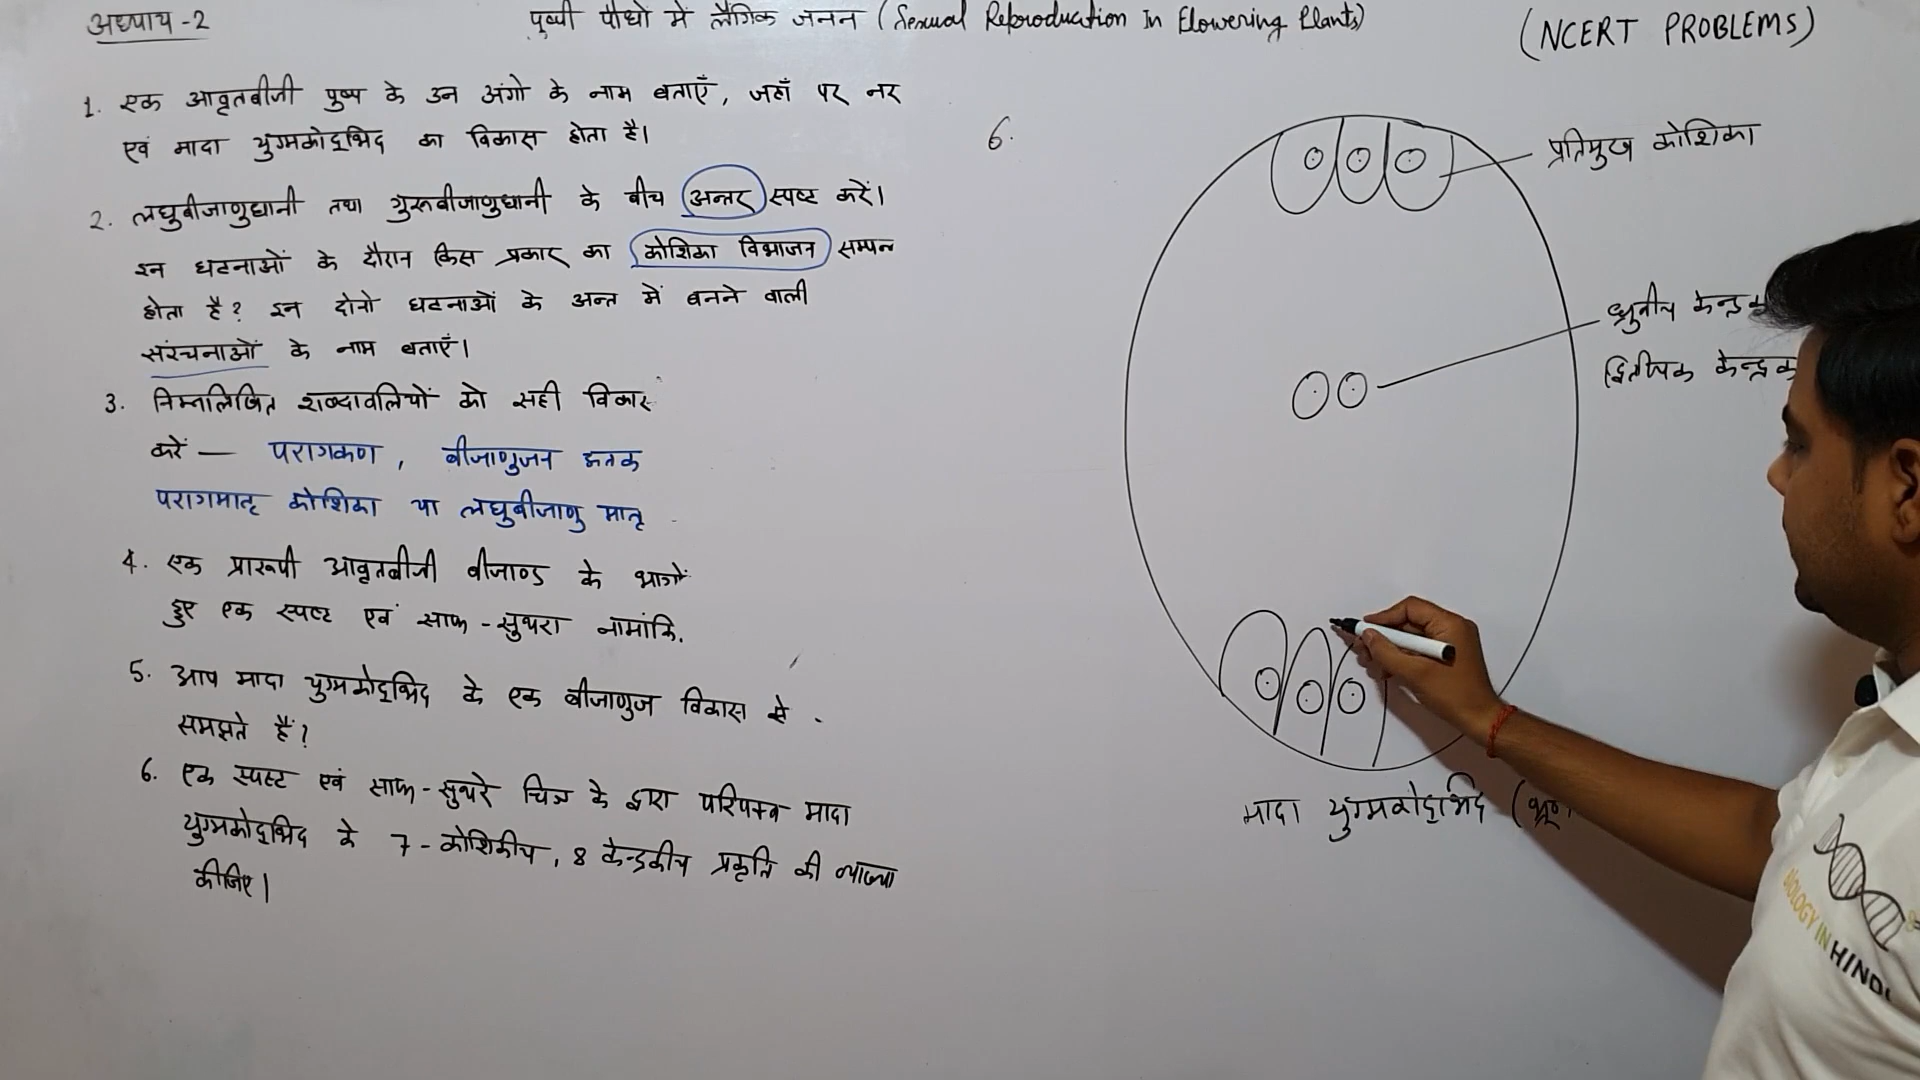 अध्याय - 2
पुष्पी पौधों में लैंगिक जनन (Sexual Reproduction In Flowering Plants)
(NCERT PROBLEMS)
1. एक आवृतबीजी पुष्प के उन अंगो के नाम बताएँ, जहाँ पर नर
एवं मादा युग्मकोद्भिद का विकास होता है।
2. लघुबीजाणुधानी तथा गुरुबीजाणुधानी के बीच अन्तर स्पष्ट करें।
इन घटनाओं के दौरान किस प्रकार का कोशिका विभाजन सम्पन्न
होता है? इन दोनो घटनाओं के अन्त में बनने वाली
संरचनाओं के नाम बताएँ।
3. निम्नलिखित शब्दावलियों को सही विकास
करें — परागकण, बीजाणुजन ऊतक
परागमातृ कोशिका या लघुबीजाणु मातृ
4. एक प्रारूपी आवृतबीजी बीजाण्ड के भागों
हुए एक स्पष्ट एवं साफ - सुथरा नामांकि
5. आप मादा युग्मकोद्भिद के एक बीजाणुज विकास से
समझते हैं?
6. एक स्पष्ट एवं साफ - सुथरे चित्र के द्वारा परिपक्व मादा
युग्मकोद्भिद के 7 - कोशिकीय, 8 केन्द्रकीय प्रकृति की व्याख्या
कीजिए।
6.
प्रतिमुख कोशिका
ध्रुवीय केन्द्रक
द्वितीयक केन्द्रक
मादा युग्मकोद्भिद (भ्रू
BIOLOGY IN HINDI